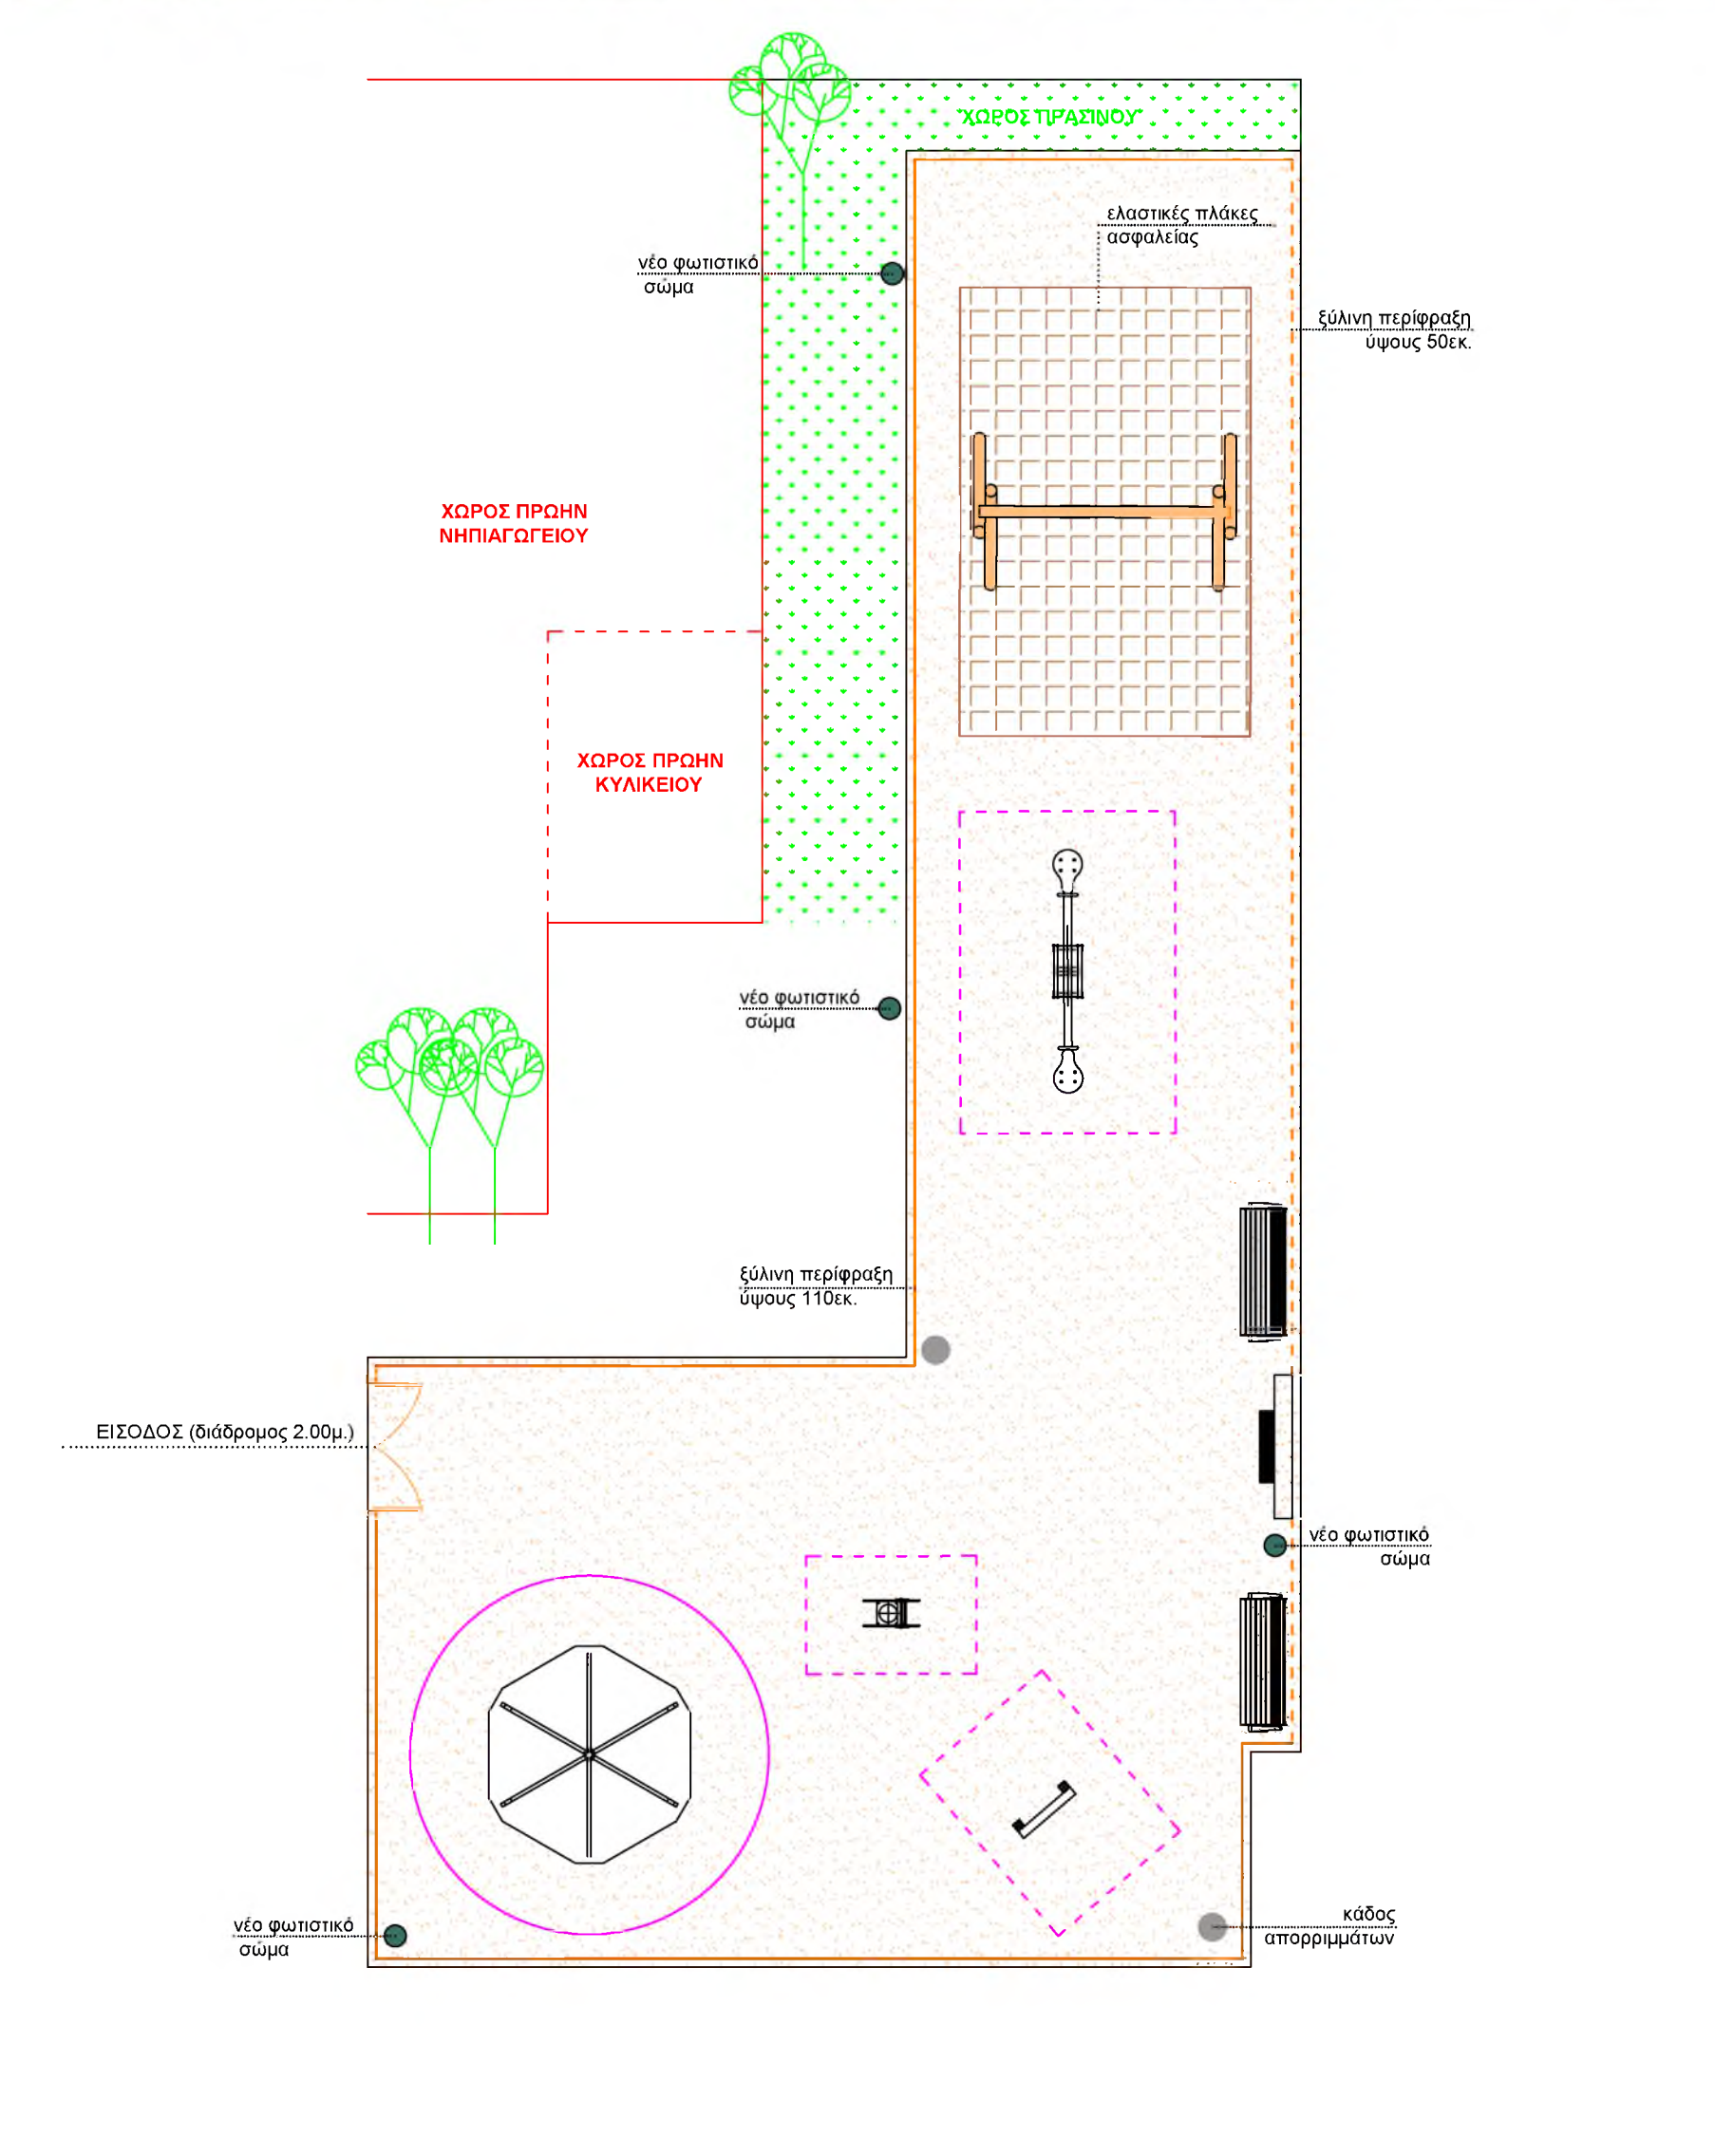 ΧΩΡΟΣ ΠΡΑΣΙΝΟΥ
ελαστικές πλάκες
ασφαλείας
νέο φωτιστικό
σώμα
ξύλινη περίφραξη
ύψους 50εκ.
ΧΩΡΟΣ ΠΡΩΗΝ
ΝΗΠΙΑΓΩΓΕΙΟΥ
ΧΩΡΟΣ ΠΡΩΗΝ
ΚΥΛΙΚΕΙΟΥ
νέο φωτιστικό
σώμα
ξύλινη περίφραξη
ύψους 110εκ.
ΕΙΣΟΔΟΣ (διάδρομος 2.00μ.)
νέο φωτιστικό
σώμα
κάδος
απορριμμάτων
νέο φωτιστικό
σώμα